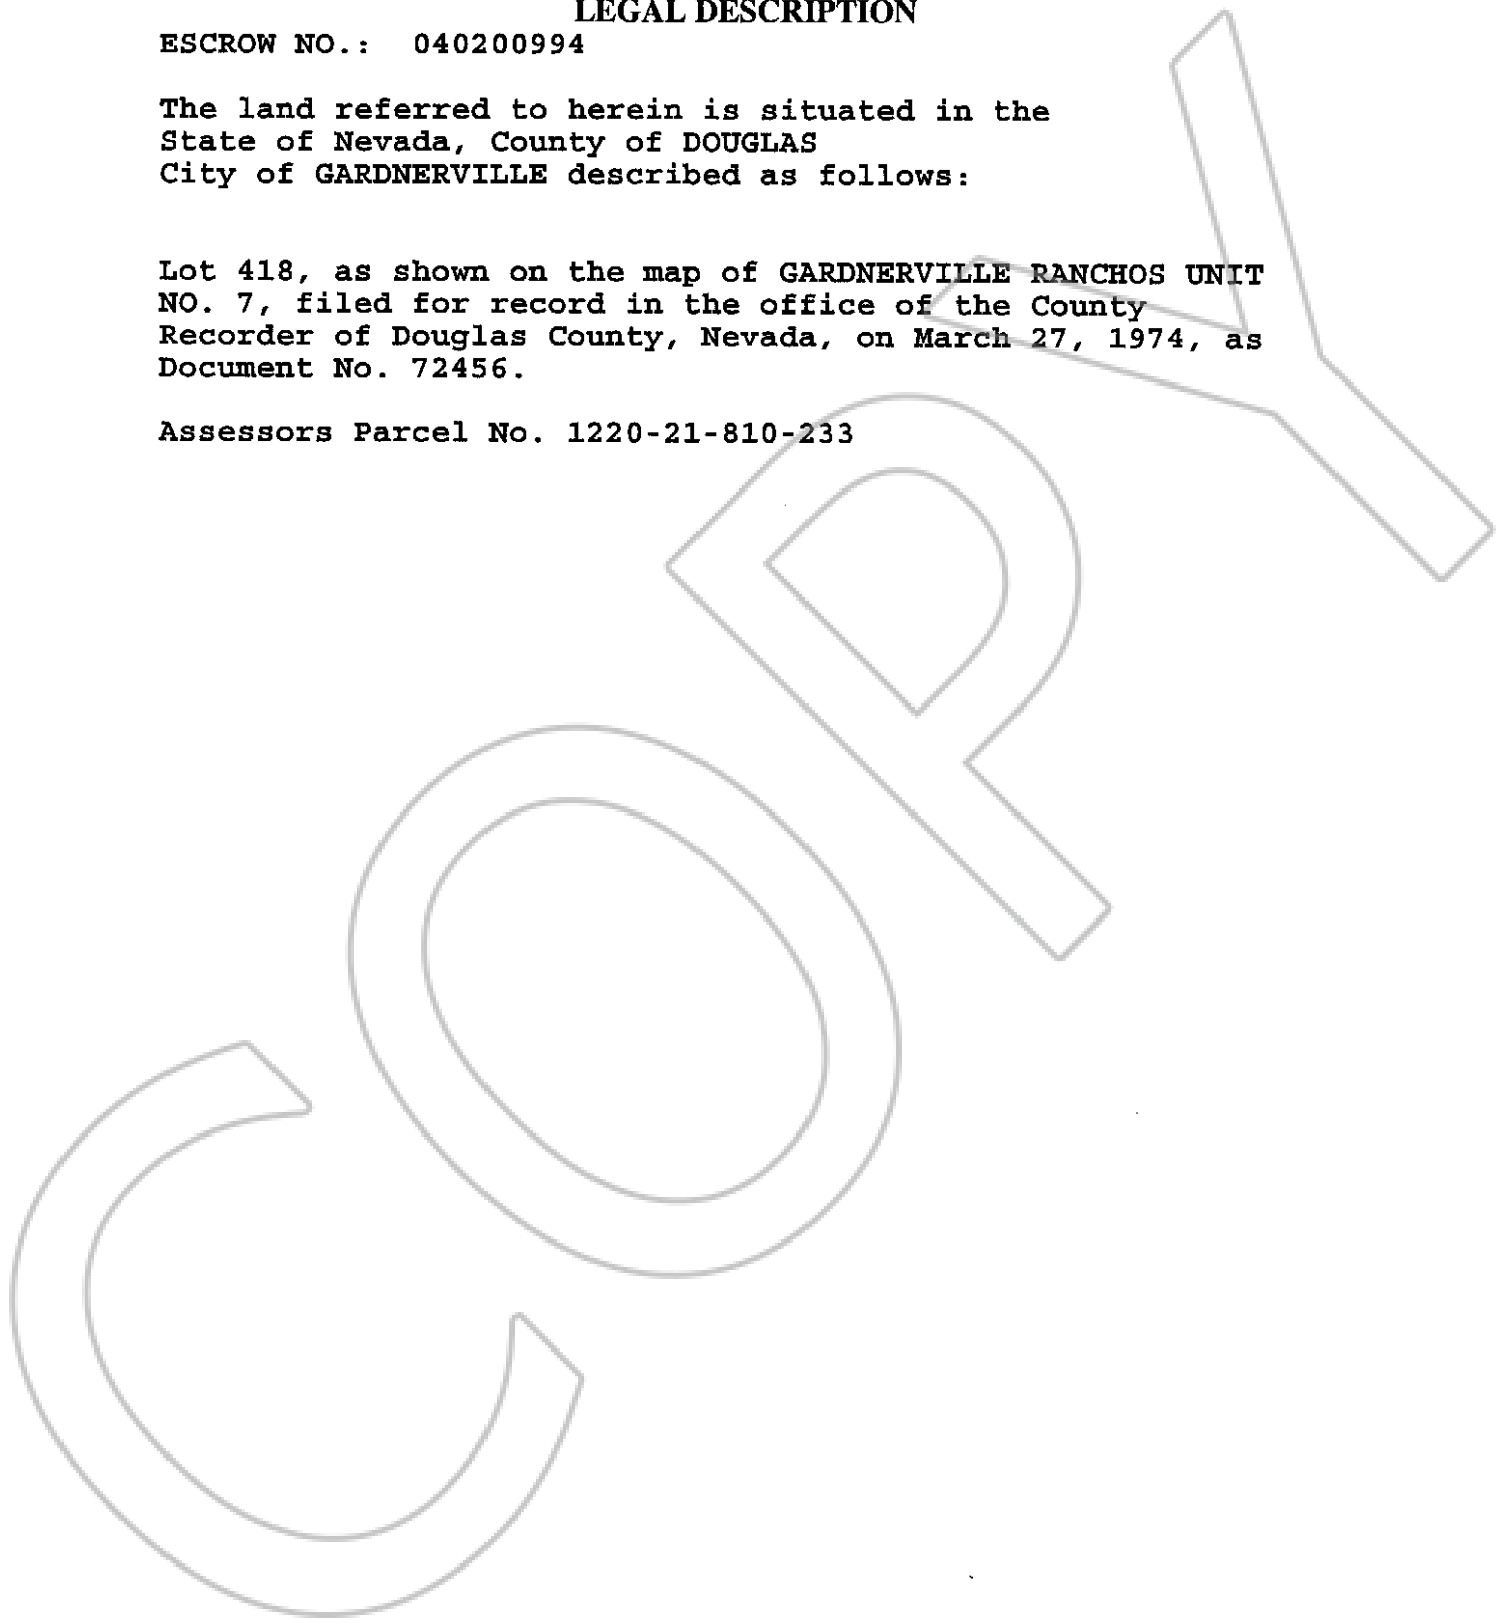 LEGAL DESCRIPTION
ESCROW NO.: 040200994
The land referred to herein is situated in the
State of Nevada, County of DOUGLAS
City of GARDNERVILLE described as follows:
Lot 418, as shown on the map of GARDNERVILLE RANCHOS UNIT
NO. 7, filed for record in the office of the County
Recorder of Douglas County, Nevada, on March 27, 1974, as
Document No. 72456.
Assessors Parcel No. 1220-21-810-233
COPY